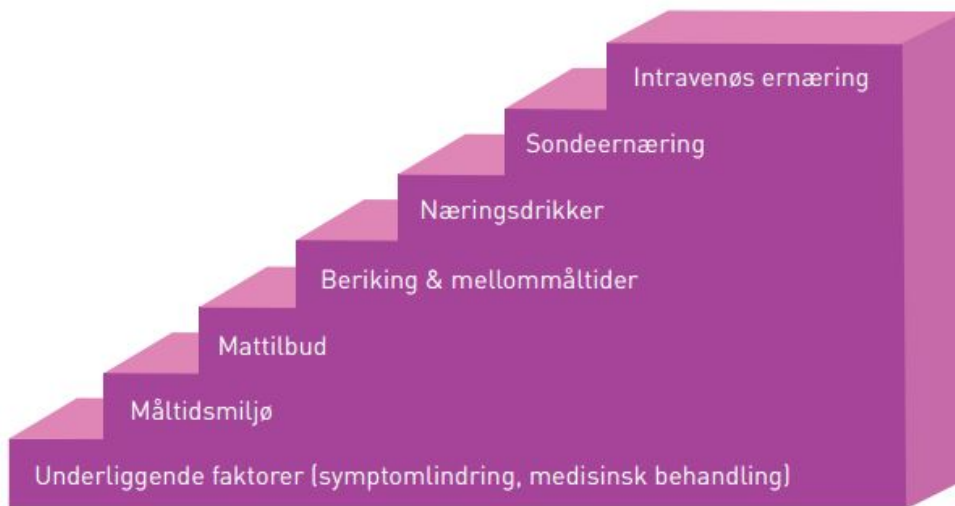 Intravenøs ernæring
Sondeernæring
Næringsdrikker
Beriking & mellommåltider
Mattilbud
Måltidsmiljø
Underliggende faktorer (symptomlindring, medisinsk behandling)